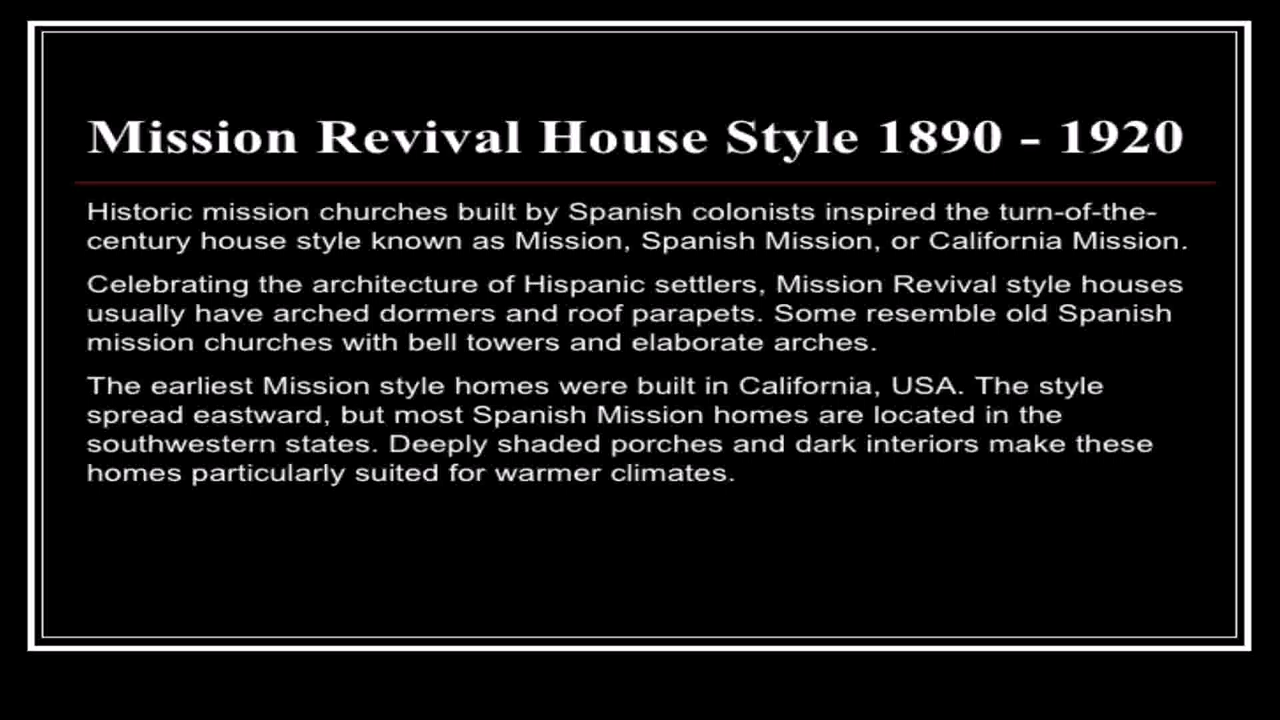 Mission Revival House Style 1890 - 1920
Historic mission churches built by Spanish colonists inspired the turn-of-the-
century house style known as Mission, Spanish Mission, or California Mission.
Celebrating the architecture of Hispanic settlers, Mission Revival style houses
usually have arched dormers and roof parapets. Some resemble old Spanish
mission churches with bell towers and elaborate arches.
The earliest Mission style homes were built in California, USA. The style
spread eastward, but most Spanish Mission homes are located in the
southwestern states. Deeply shaded porches and dark interiors make these
homes particularly suited for warmer climates.